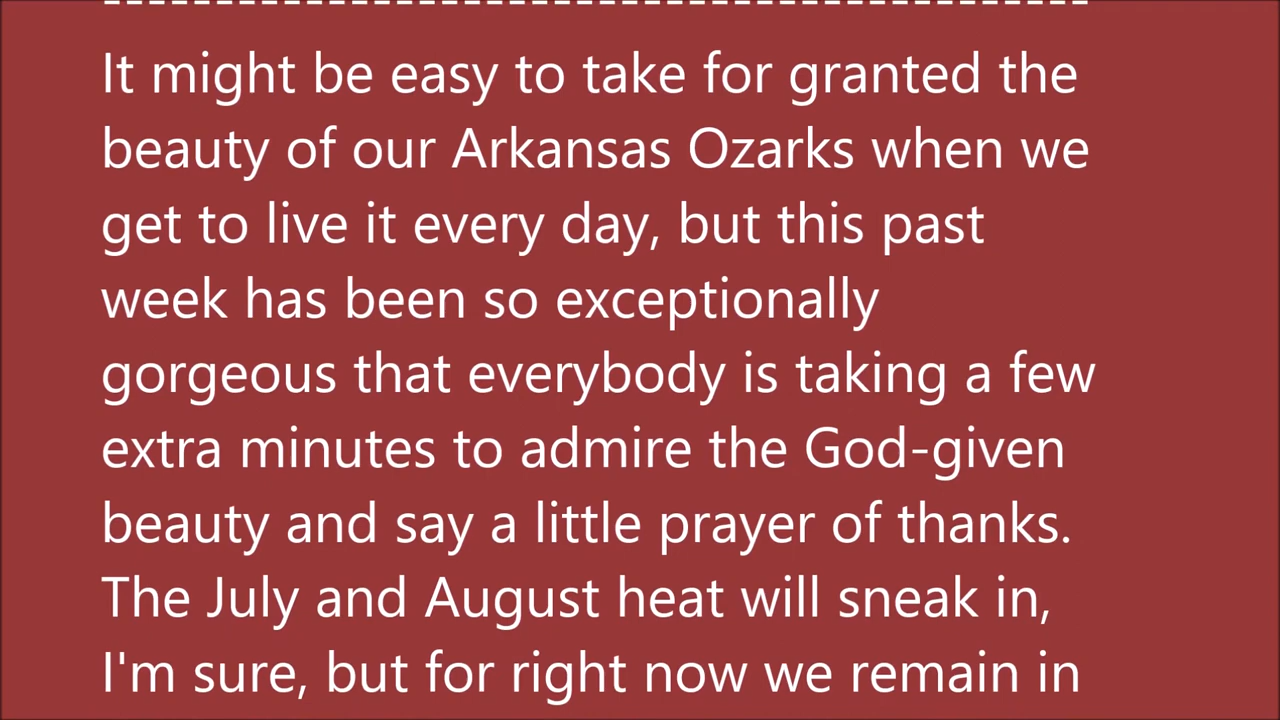 It might be easy to take for granted the
beauty of our Arkansas Ozarks when we
get to live it every day, but this past
week has been so exceptionally
gorgeous that everybody is taking a few
extra minutes to admire the God-given
beauty and say a little prayer of thanks.
The July and August heat will sneak in,
I'm sure, but for right now we remain in